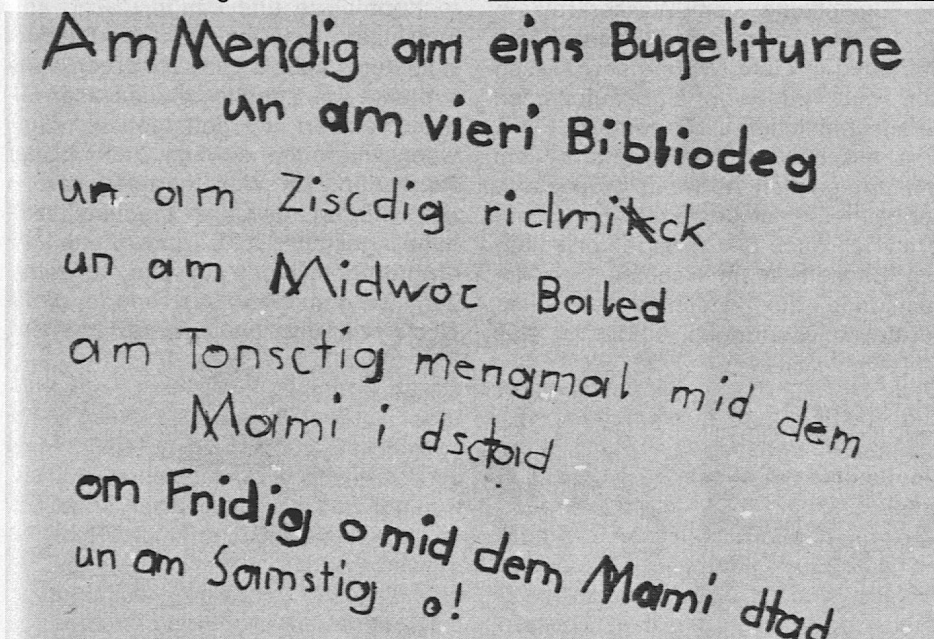 Am Mendig am eins Bugeliturne
un am vieri Bibliodeg
un am Ziscdig ridmick
un am Midwoc Baled
am Tonsctig mengmal mid dem
Mami i dsctad
am Fridig o mid dem Mami dtad
un am Samstig o!